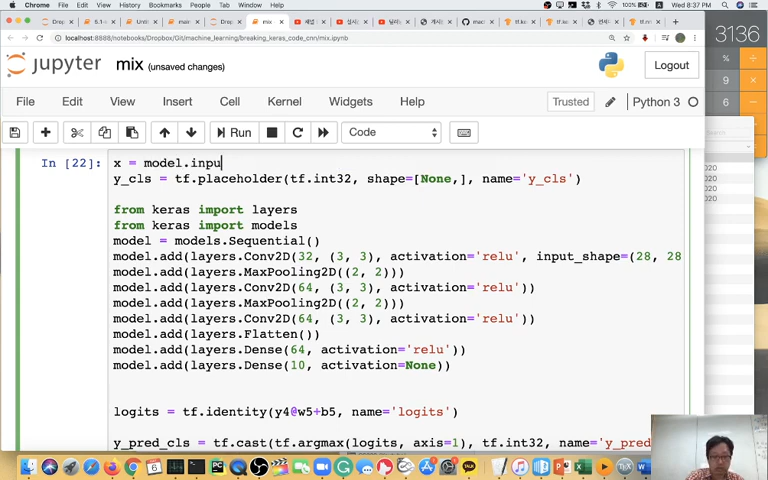 Chrome File Edit View History Bookmarks People Tab Window Help 100% Wed 8:37 PM
localhost:8888/notebooks/Dropbox/Git/machine_learning/breaking_keras_code_cnn/mix.ipynb
3136
jupyter mix (unsaved changes) Logout
File Edit View Insert Cell Kernel Widgets Help Trusted Python 3
Run Code
In [22]: x = model.inpu
y_cls = tf.placeholder(tf.int32, shape=[None,], name='y_cls')
from keras import layers
from keras import models
model = models.Sequential()
model.add(layers.Conv2D(32, (3, 3), activation='relu', input_shape=(28, 28
model.add(layers.MaxPooling2D((2, 2)))
model.add(layers.Conv2D(64, (3, 3), activation='relu'))
model.add(layers.MaxPooling2D((2, 2)))
model.add(layers.Conv2D(64, (3, 3), activation='relu'))
model.add(layers.Flatten())
model.add(layers.Dense(64, activation='relu'))
model.add(layers.Dense(10, activation=None))
logits = tf.identity(y4@w5+b5, name='logits')
y_pred_cls = tf.cast(tf.argmax(logits, axis=1), tf.int32, name='y_pred